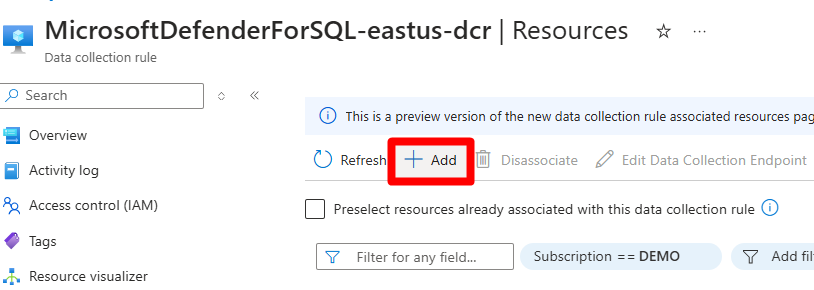 MicrosoftDefenderForSQL-eastus-dcr | Resources ☆ ...
Data collection rule
Search
Overview
Activity log
Access control (IAM)
Tags
Resource visualizer
This is a preview version of the new data collection rule associated resources pag
Refresh + Add Disassociate Edit Data Collection Endpoint
Preselect resources already associated with this data collection rule
Filter for any field... Subscription == DEMO Add filt